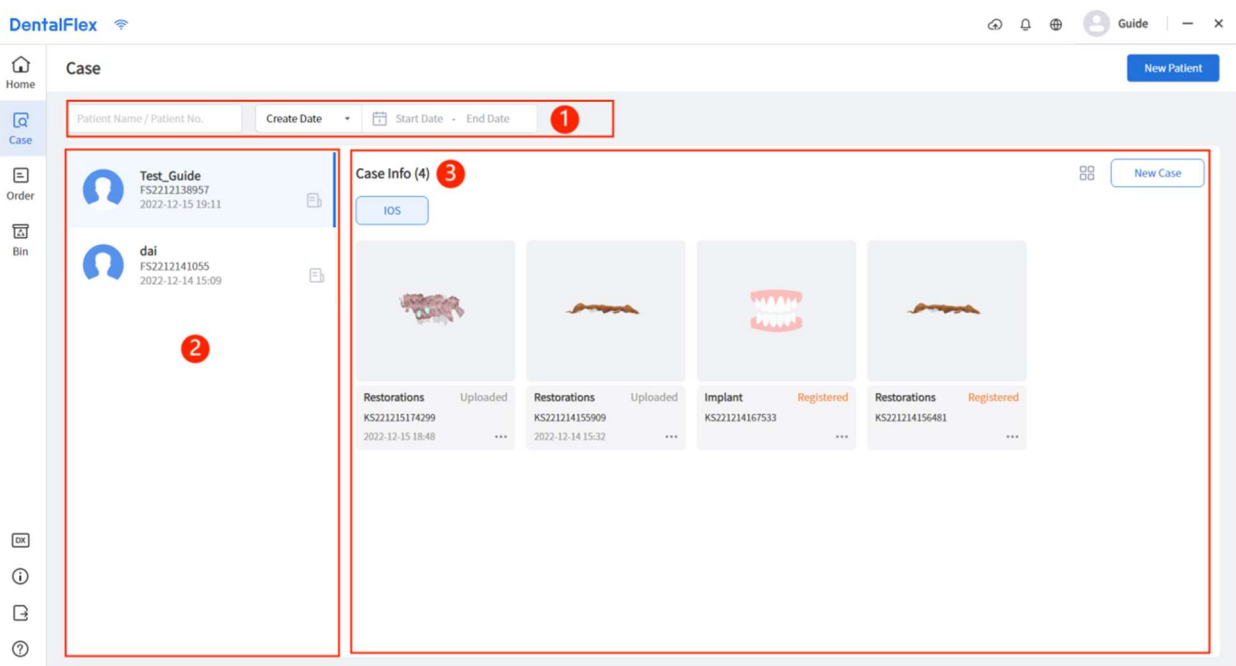 DentalFlex
Guide
Home
Case
New Patient
Patient Name / Patient No.
Create Date
Start Date - End Date
1
Case
Order
Bin
Test_Guide
FS2212138957
2022-12-15 19:11
dai
FS2212141055
2022-12-14 15:09
2
Case Info (4)
3
New Case
IOS
Restorations Uploaded
KS221215174299
2022-12-15 18:48
Restorations Uploaded
KS221214155909
2022-12-14 15:32
Implant Registered
KS221214167533
Restorations Registered
KS221214156481
DX